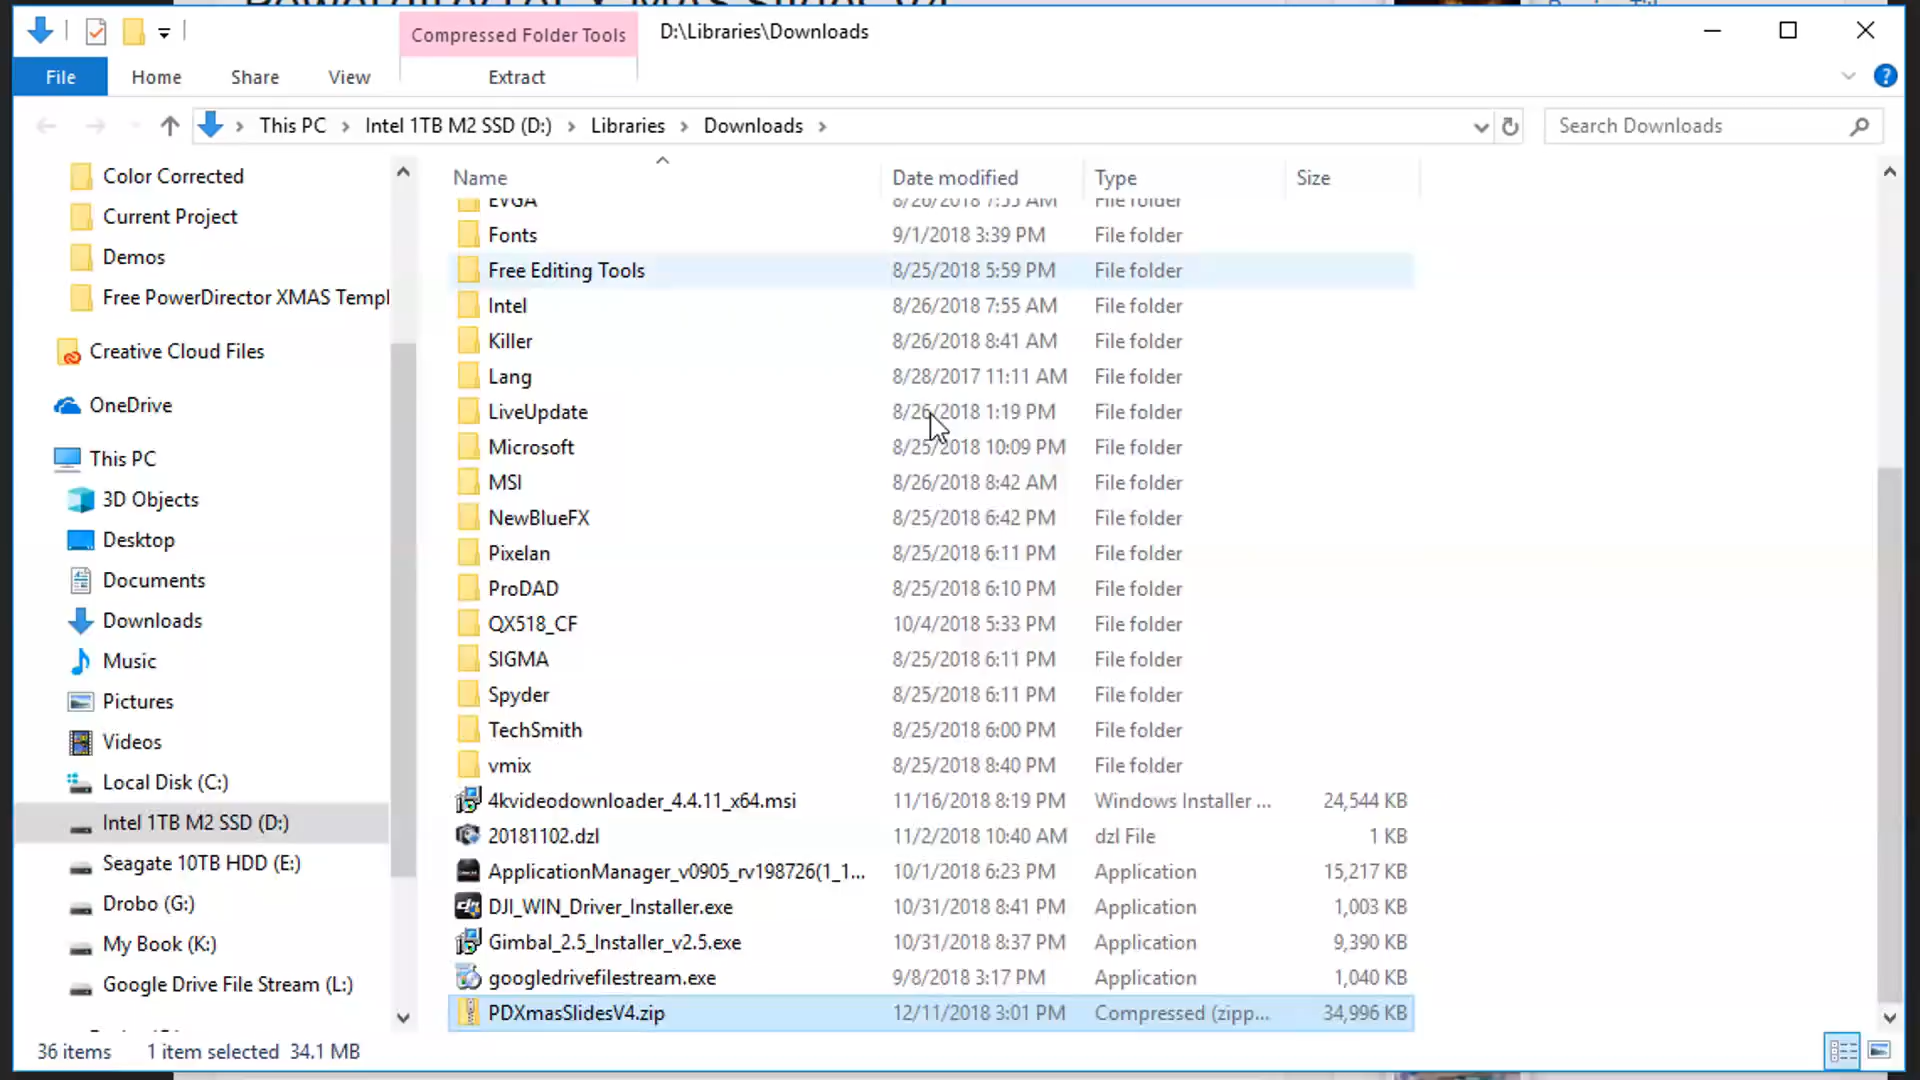 Compressed Folder Tools
D:\Libraries\Downloads
File
Home
Share
View
Extract
This PC > Intel 1TB M2 SSD (D:) > Libraries > Downloads >
Search Downloads
Color Corrected
Current Project
Demos
Free PowerDirector XMAS Templ
Creative Cloud Files
OneDrive
This PC
3D Objects
Desktop
Documents
Downloads
Music
Pictures
Videos
Local Disk (C:)
Intel 1TB M2 SSD (D:)
Seagate 10TB HDD (E:)
Drobo (G:)
My Book (K:)
Google Drive File Stream (L:)
Name Date modified Type Size
EVGA 8/26/2018 7:55 AM File folder
Fonts 9/1/2018 3:39 PM File folder
Free Editing Tools 8/25/2018 5:59 PM File folder
Intel 8/26/2018 7:55 AM File folder
Killer 8/26/2018 8:41 AM File folder
Lang 8/28/2017 11:11 AM File folder
LiveUpdate 8/26/2018 1:19 PM File folder
Microsoft 8/25/2018 10:09 PM File folder
MSI 8/26/2018 8:42 AM File folder
NewBlueFX 8/25/2018 6:42 PM File folder
Pixelan 8/25/2018 6:11 PM File folder
ProDAD 8/25/2018 6:10 PM File folder
QX518_CF 10/4/2018 5:33 PM File folder
SIGMA 8/25/2018 6:11 PM File folder
Spyder 8/25/2018 6:11 PM File folder
TechSmith 8/25/2018 6:00 PM File folder
vmix 8/25/2018 8:40 PM File folder
4kvideodownloader_4.4.11_x64.msi 11/16/2018 8:19 PM Windows Installer ... 24,544 KB
20181102.dzl 11/2/2018 10:40 AM dzl File 1 KB
ApplicationManager_v0905_rv198726(1_1... 10/1/2018 6:23 PM Application 15,217 KB
DJI_WIN_Driver_Installer.exe 10/31/2018 8:41 PM Application 1,003 KB
Gimbal_2.5_Installer_v2.5.exe 10/31/2018 8:37 PM Application 9,390 KB
googledrivefilestream.exe 9/8/2018 3:17 PM Application 1,040 KB
PDXmasSlidesV4.zip 12/11/2018 3:01 PM Compressed (zipp... 34,996 KB
36 items 1 item selected 34.1 MB